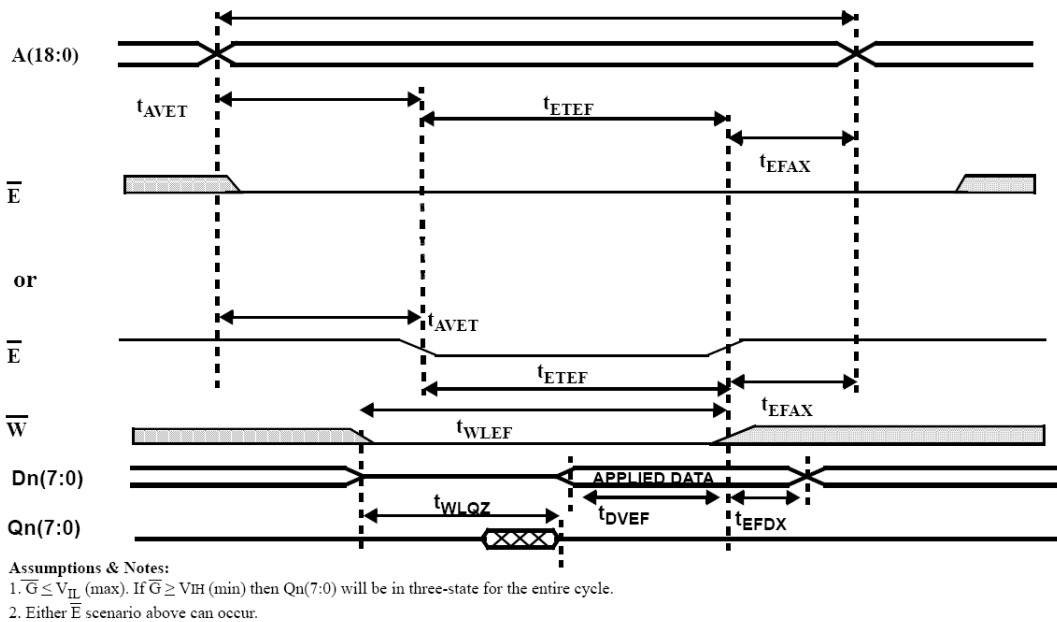 A(18:0)
tAVET
tETEF
tEFAX
E̅
or
tAVET
E̅
tETEF
tEFAX
W̅
tWLEF
Dn(7:0)
APPLIED DATA
tWLQZ
tDVEF
tEFDX
Qn(7:0)
Assumptions & Notes:
1. G̅ ≤ VIL (max). If G̅ ≥ VIH (min) then Qn(7:0) will be in three-state for the entire cycle.
2. Either E̅ scenario above can occur.